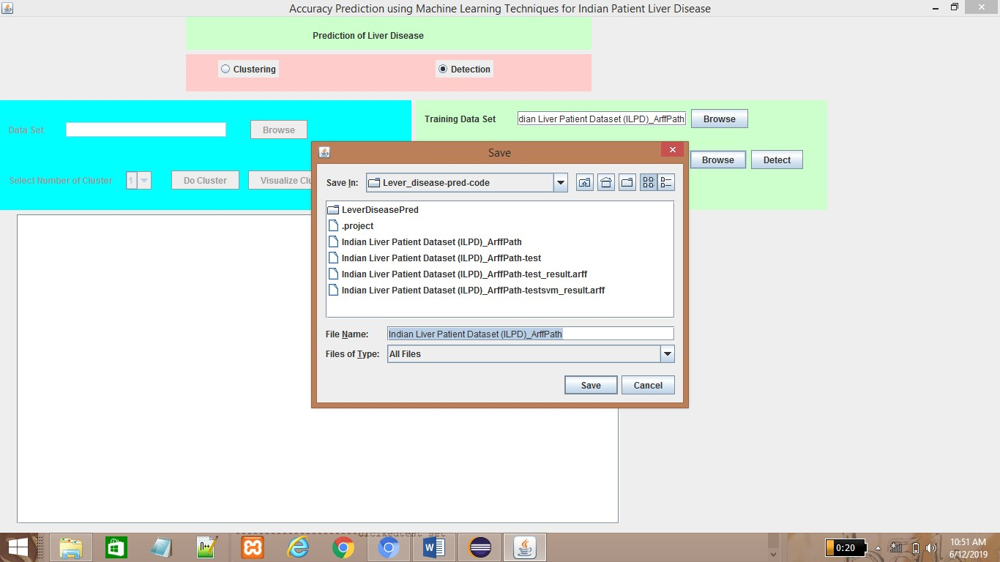 Accuracy Prediction using Machine Learning Techniques for Indian Patient Liver Disease
Prediction of Liver Disease
Clustering Detection
Data Set Browse
Select Number of Cluster 1 Do Cluster Visualize Clu
Training Data Set dian Liver Patient Dataset (ILPD)_ArffPath Browse
Browse Detect
Save
Save In: Lever_disease-pred-code
LeverDiseasePred
.project
Indian Liver Patient Dataset (ILPD)_ArffPath
Indian Liver Patient Dataset (ILPD)_ArffPath-test
Indian Liver Patient Dataset (ILPD)_ArffPath-test_result.arff
Indian Liver Patient Dataset (ILPD)_ArffPath-testsvm_result.arff
File Name: Indian Liver Patient Dataset (ILPD)_ArffPath
Files of Type: All Files
Save Cancel
0:20
10:51 AM
6/12/2019